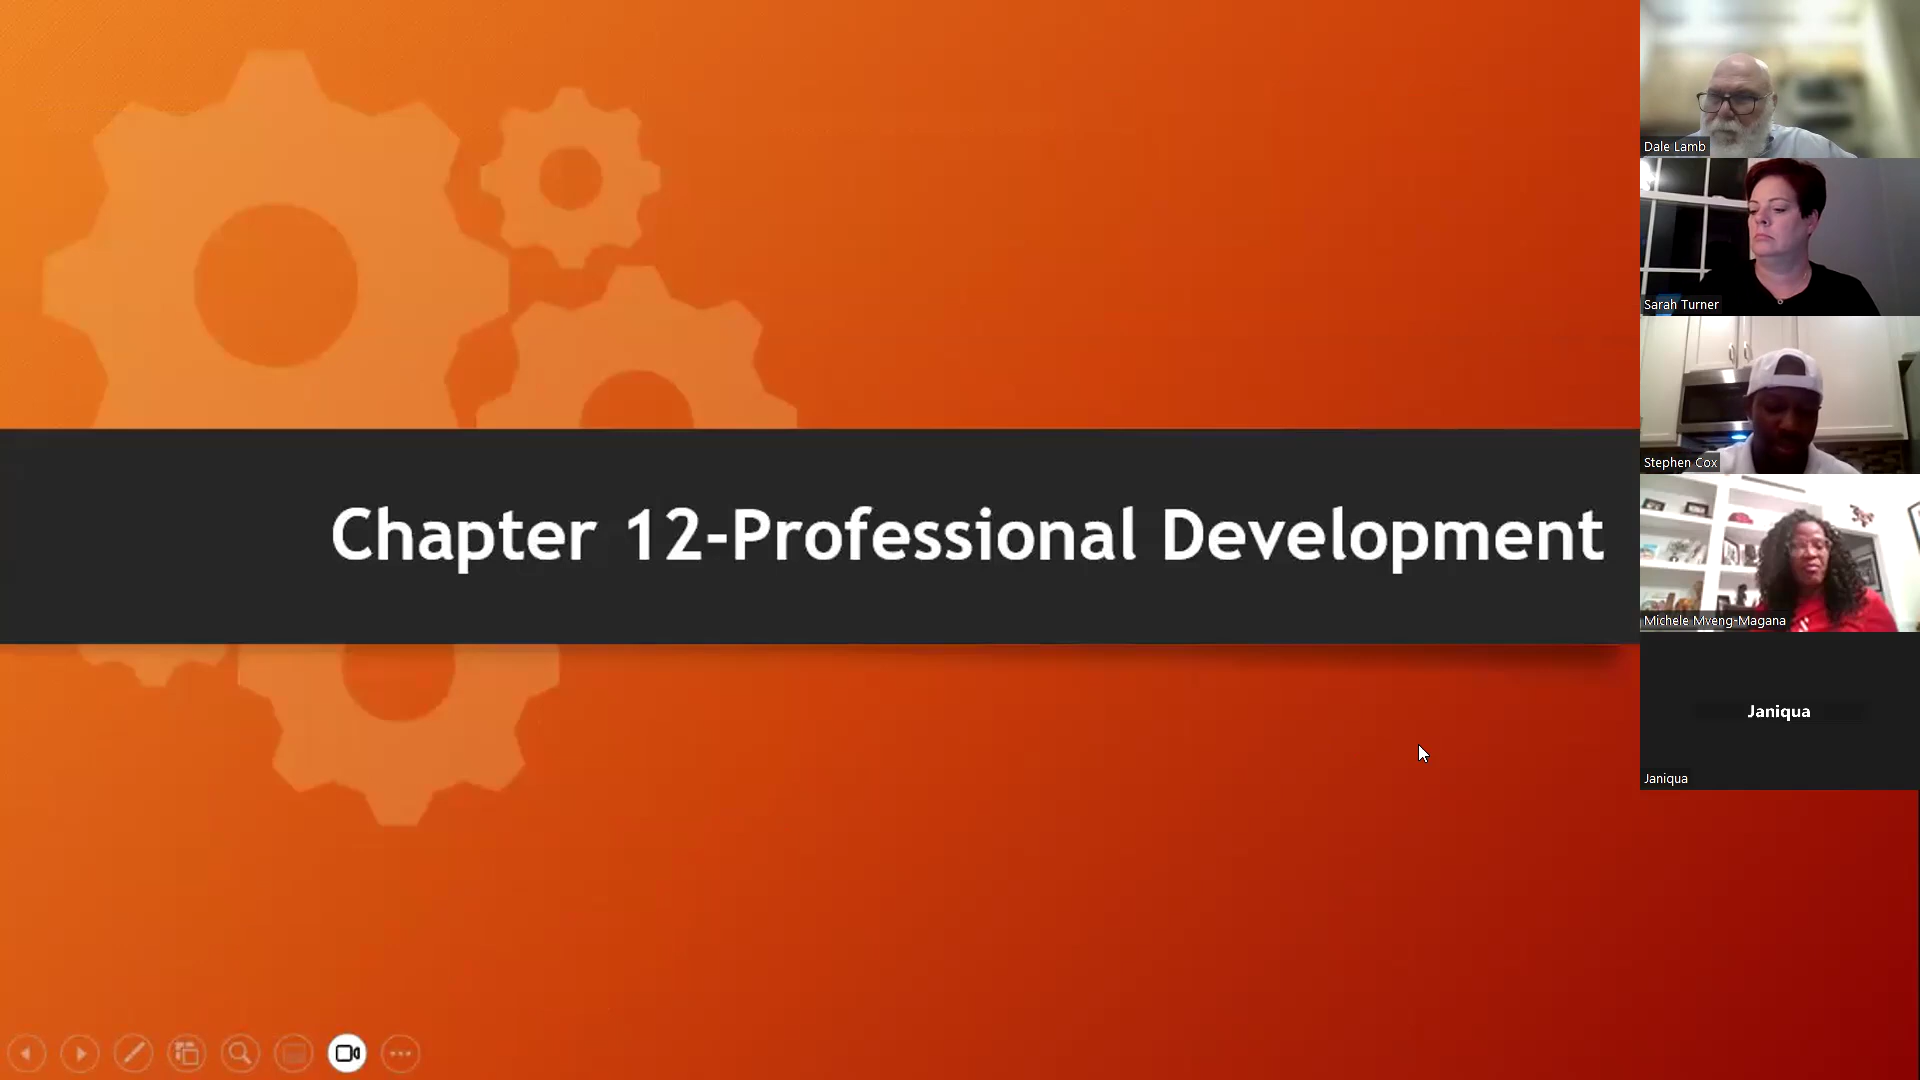 Chapter 12-Professional Development
Dale Lamb
Sarah Turner
Stephen Cox
Michele Mveng-Magana
Janiqua
Janiqua